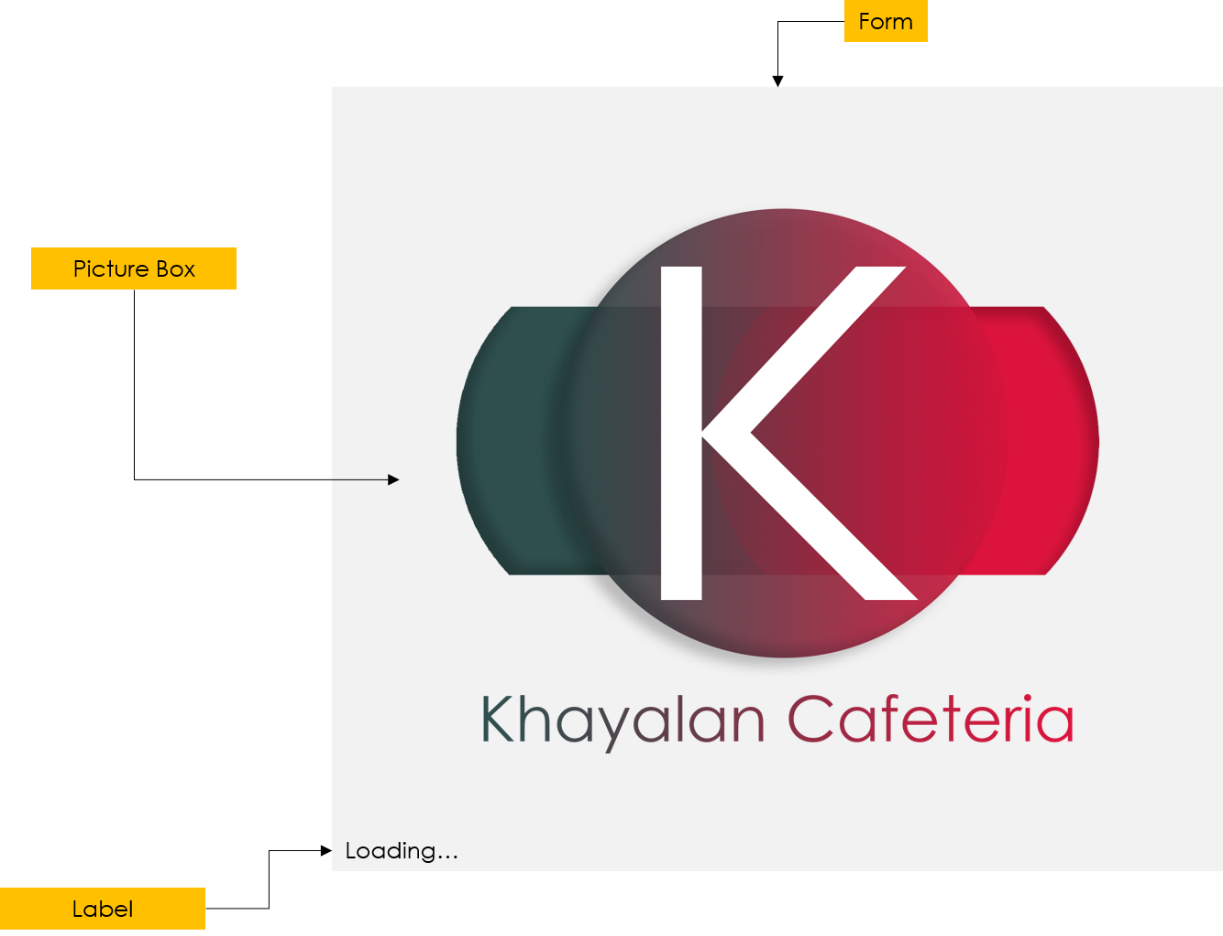 Form
Picture Box
K
Khayalan Cafeteria
Loading...
Label